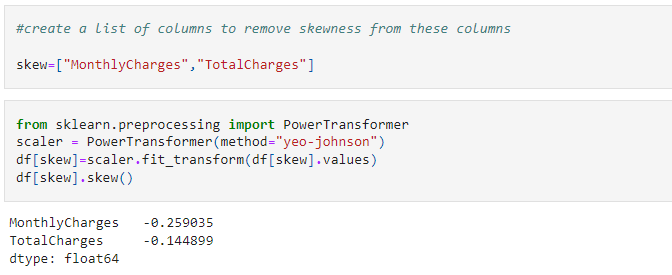 #create a list of columns to remove skewness from these columns
skew=["MonthlyCharges","TotalCharges"]
from sklearn.preprocessing import PowerTransformer
scaler = PowerTransformer(method="yeo-johnson")
df[skew]=scaler.fit_transform(df[skew].values)
df[skew].skew()
MonthlyCharges   -0.259035
TotalCharges     -0.144899
dtype: float64